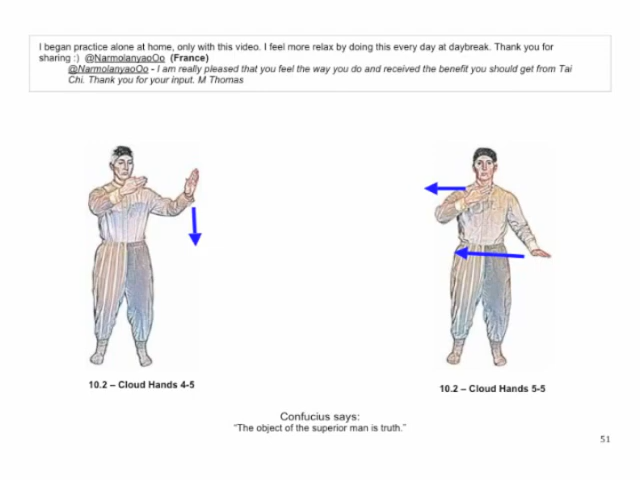 I began practice alone at home, only with this video. I feel more relax by doing this every day at daybreak. Thank you for
sharing :)  @NarmolanyaoOo  (France)
@NarmolanyaoOo - I am really pleased that you feel the way you do and received the benefit you should get from Tai
Chi. Thank you for your input. M Thomas
10.2 – Cloud Hands 4-5
10.2 – Cloud Hands 5-5
Confucius says:
“The object of the superior man is truth.”
51